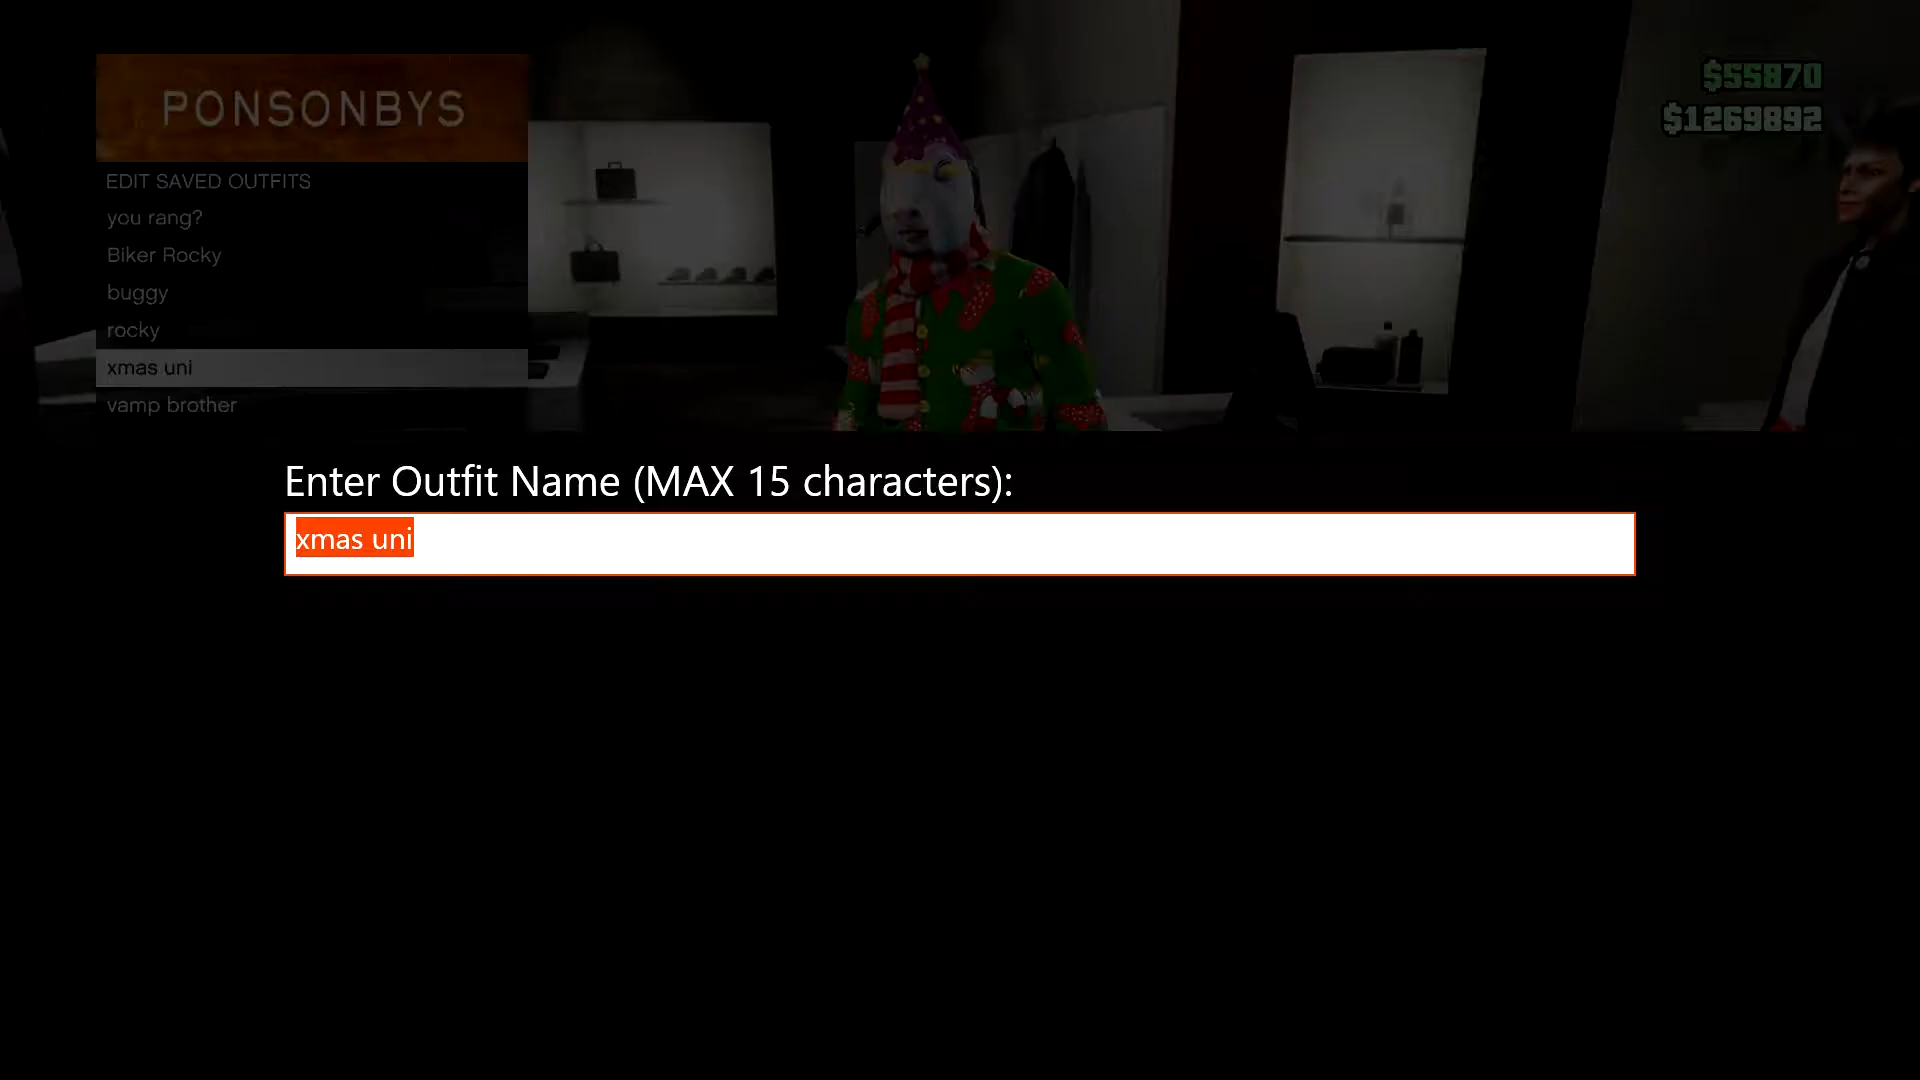 PONSONBYS
$55870
$1269892
EDIT SAVED OUTFITS
you rang?
Biker Rocky
buggy
rocky
xmas uni
vamp brother
Enter Outfit Name (MAX 15 characters):
xmas uni